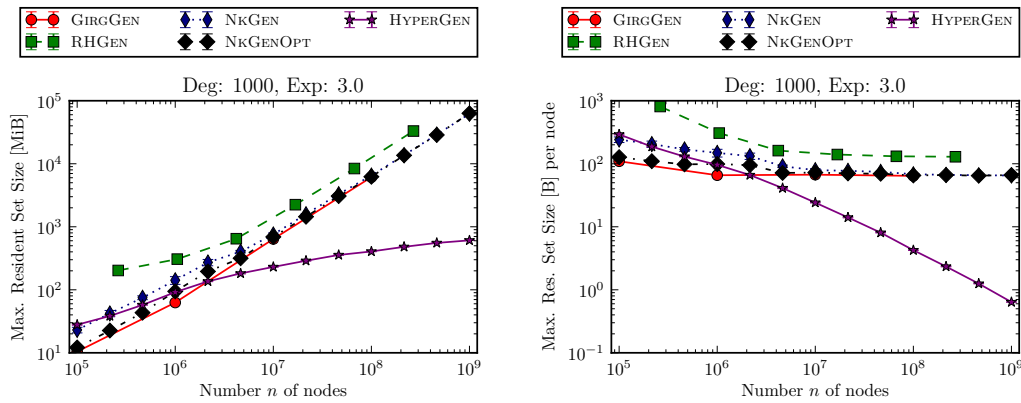 GIRGGEN NKGEN HYPERGEN
RHGEN NKGENOPT
Deg: 1000, Exp: 3.0
Max. Resident Set Size [MiB]
10^5
10^4
10^3
10^2
10^1
10^5 10^6 10^7 10^8 10^9
Number n of nodes
GIRGGEN NKGEN HYPERGEN
RHGEN NKGENOPT
Deg: 1000, Exp: 3.0
Max. Res. Set Size [B] per node
10^3
10^2
10^1
10^0
10^−1
10^5 10^6 10^7 10^8 10^9
Number n of nodes